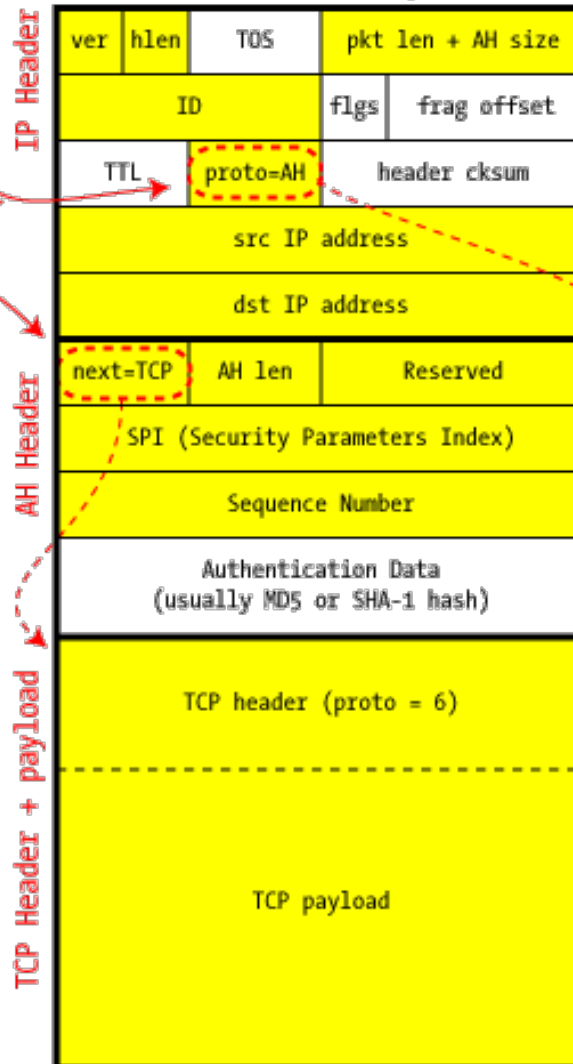 IP Header
ver hlen TOS pkt len + AH size
ID flgs frag offset
TTL proto=AH header cksum
src IP address
dst IP address
AH Header
next=TCP AH len Reserved
SPI (Security Parameters Index)
Sequence Number
Authentication Data
(usually MD5 or SHA-1 hash)
TCP Header + payload
TCP header (proto = 6)
TCP payload